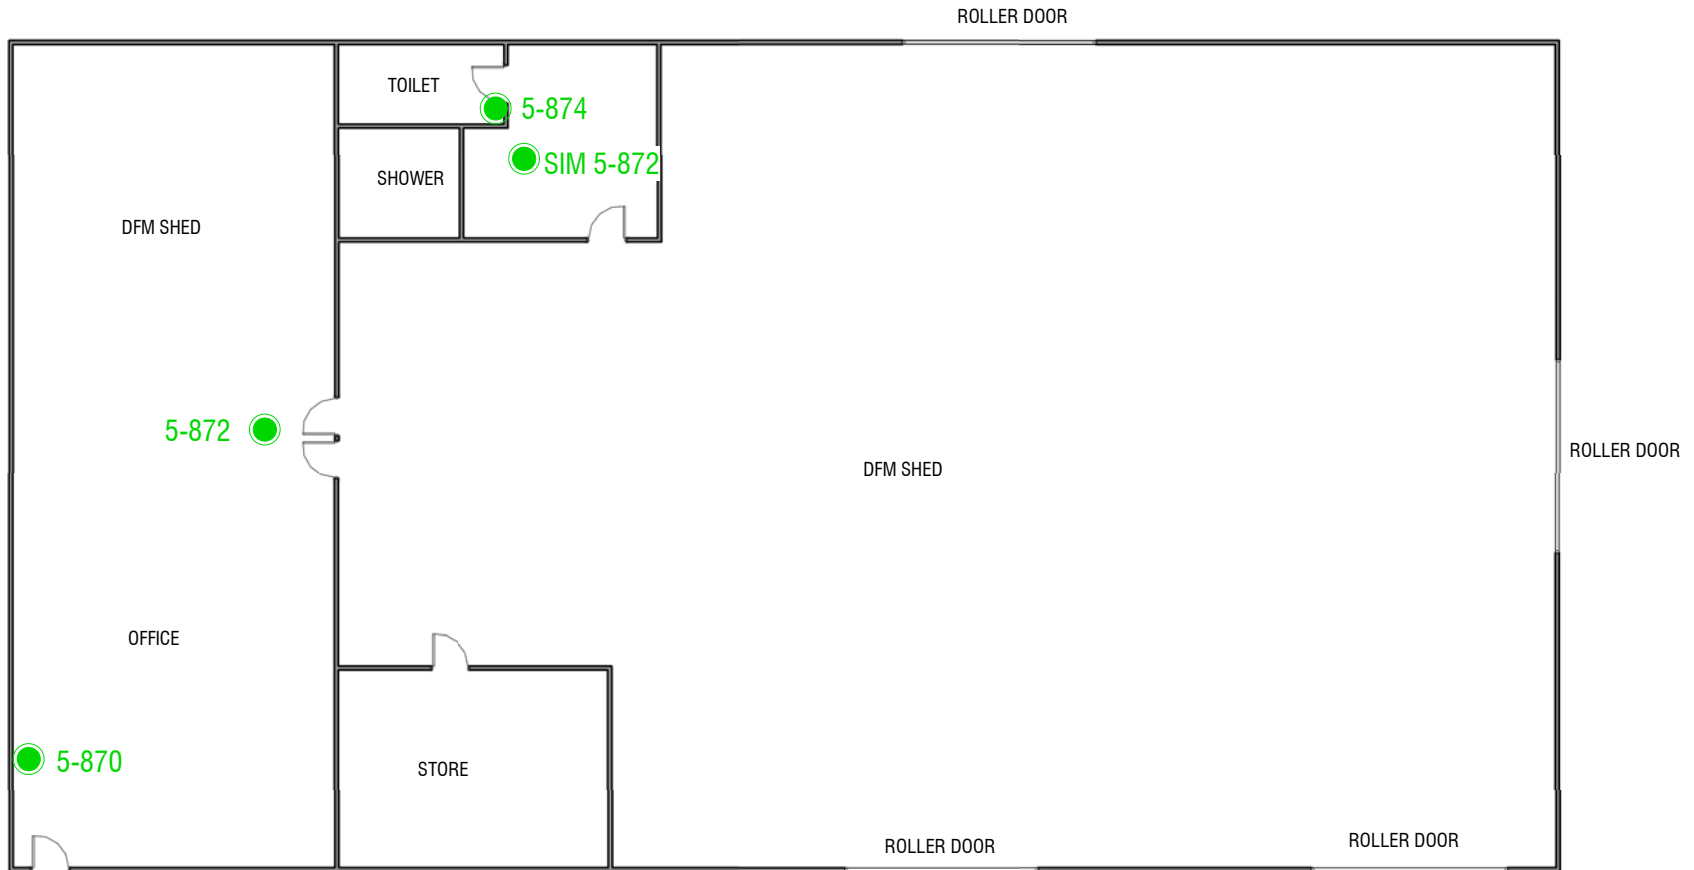 ROLLER DOOR
TOILET
5-874
SIM 5-872
SHOWER
DFM SHED
5-872
ROLLER DOOR
DFM SHED
OFFICE
5-870
STORE
ROLLER DOOR
ROLLER DOOR